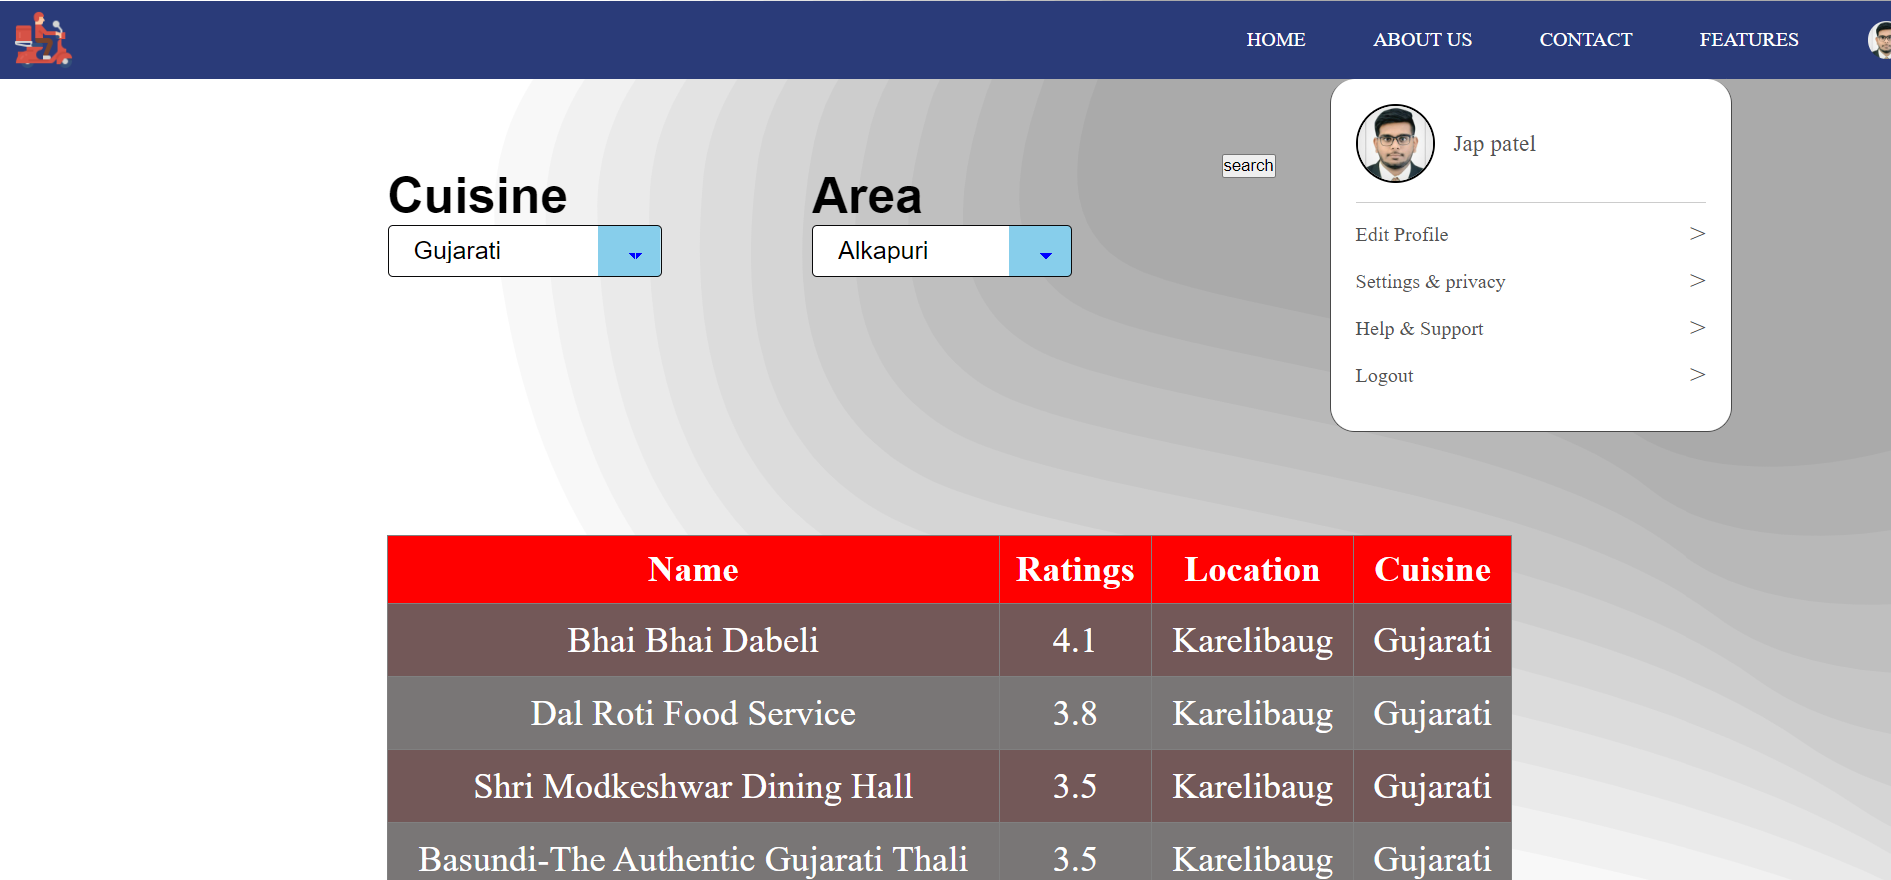 HOME ABOUT US CONTACT FEATURES
Jap patel
search
Cuisine Area
Gujarati Alkapuri
Edit Profile >
Settings & privacy >
Help & Support >
Logout >
Name Ratings Location Cuisine
Bhai Bhai Dabeli 4.1 Karelibaug Gujarati
Dal Roti Food Service 3.8 Karelibaug Gujarati
Shri Modkeshwar Dining Hall 3.5 Karelibaug Gujarati
Basundi-The Authentic Gujarati Thali 3.5 Karelibaug Gujarati